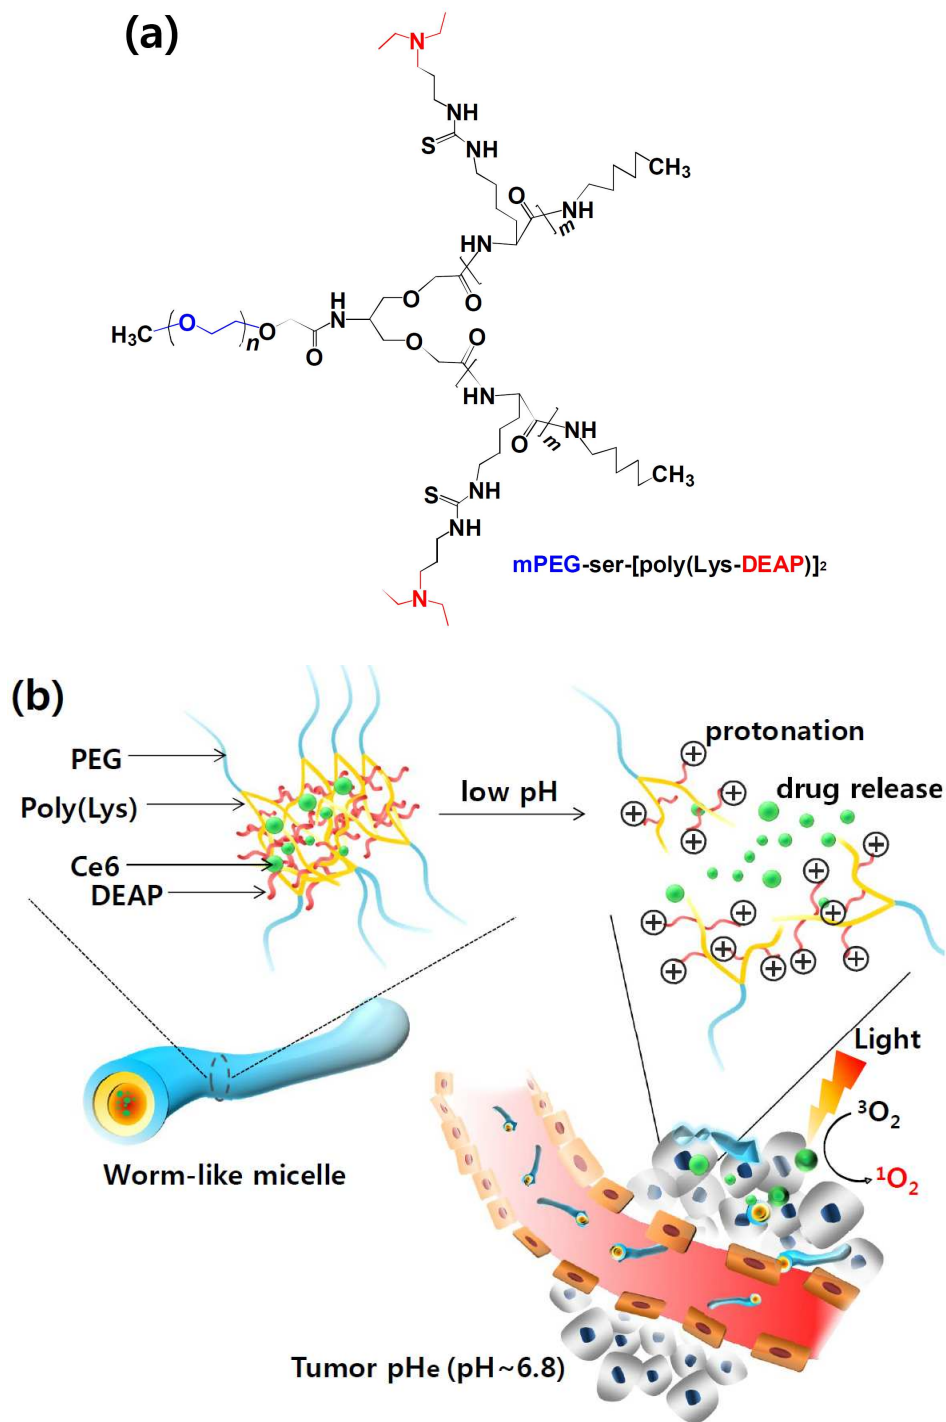 (a)
N
NH
S
NH
O
NH
CH₃
m
HN
O
O
H
N
H₃C
O
n
O
O
O
O
HN
O
m
NH
CH₃
S
NH
NH
N
mPEG-ser-[poly(Lys-DEAP)]₂
(b)
PEG
Poly(Lys)
Ce6
DEAP
low pH
protonation
drug release
Worm-like micelle
Light
³O₂
¹O₂
Tumor pHe (pH~6.8)